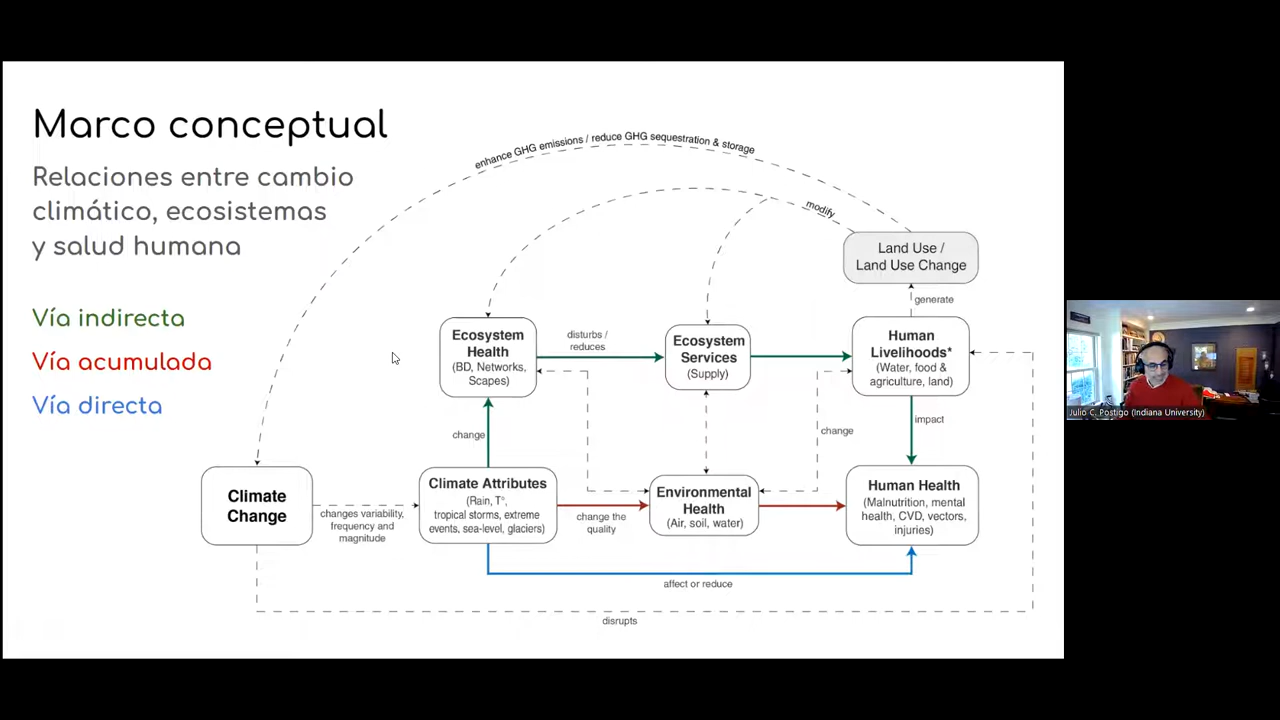 Marco conceptual
Relaciones entre cambio
climático, ecosistemas
y salud humana
Vía indirecta
Vía acumulada
Vía directa
enhance GHG emissions / reduce GHG sequestration & storage
modify
Land Use /
Land Use Change
generate
Ecosystem
Health
(BD, Networks,
Scapes)
disturbs /
reduces
Ecosystem
Services
(Supply)
Human
Livelihoods*
(Water, food &
agriculture, land)
change
change
impact
Climate
Change
changes variability,
frequency and
magnitude
Climate Attributes
(Rain, T°,
tropical storms, extreme
events, sea-level, glaciers)
change the
quality
Environmental
Health
(Air, soil, water)
Human Health
(Malnutrition, mental
health, CVD, vectors,
injuries)
affect or reduce
disrupts
Julio C. Postigo (Indiana University)